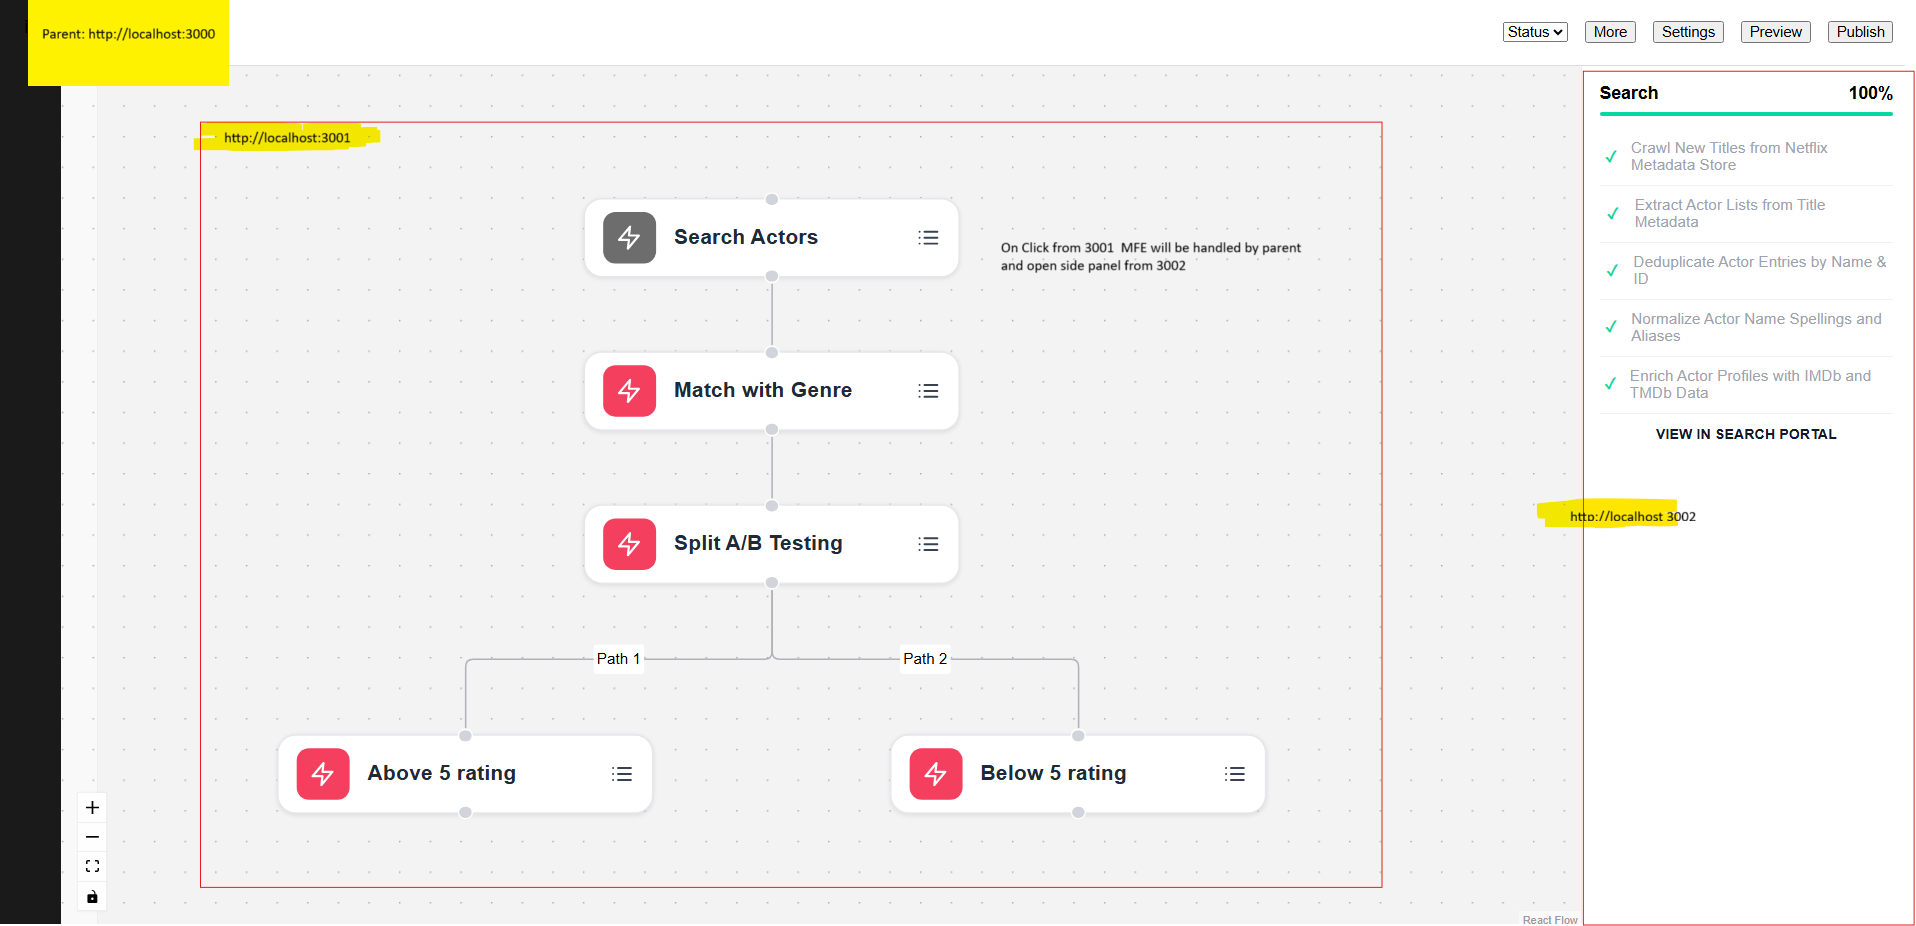 Parent: http://localhost:3000
Status
More
Settings
Preview
Publish
http://localhost:3001
Search Actors
On Click from 3001 MFE will be handled by parent
and open side panel from 3002
Match with Genre
Split A/B Testing
Path 1
Path 2
Above 5 rating
Below 5 rating
Search 100%
Crawl New Titles from Netflix
Metadata Store
Extract Actor Lists from Title
Metadata
Deduplicate Actor Entries by Name &
ID
Normalize Actor Name Spellings and
Aliases
Enrich Actor Profiles with IMDb and
TMDb Data
VIEW IN SEARCH PORTAL
http://localhost 3002
React Flow